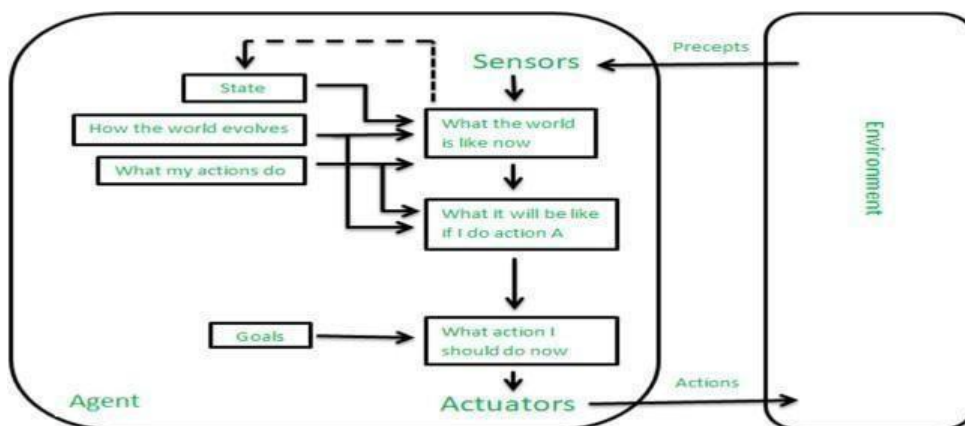 Sensors
Precepts
State
How the world evolves
What the world
is like now
What my actions do
Environment
What it will be like
if I do action A
Goals
What action I
should do now
Agent
Actuators
Actions